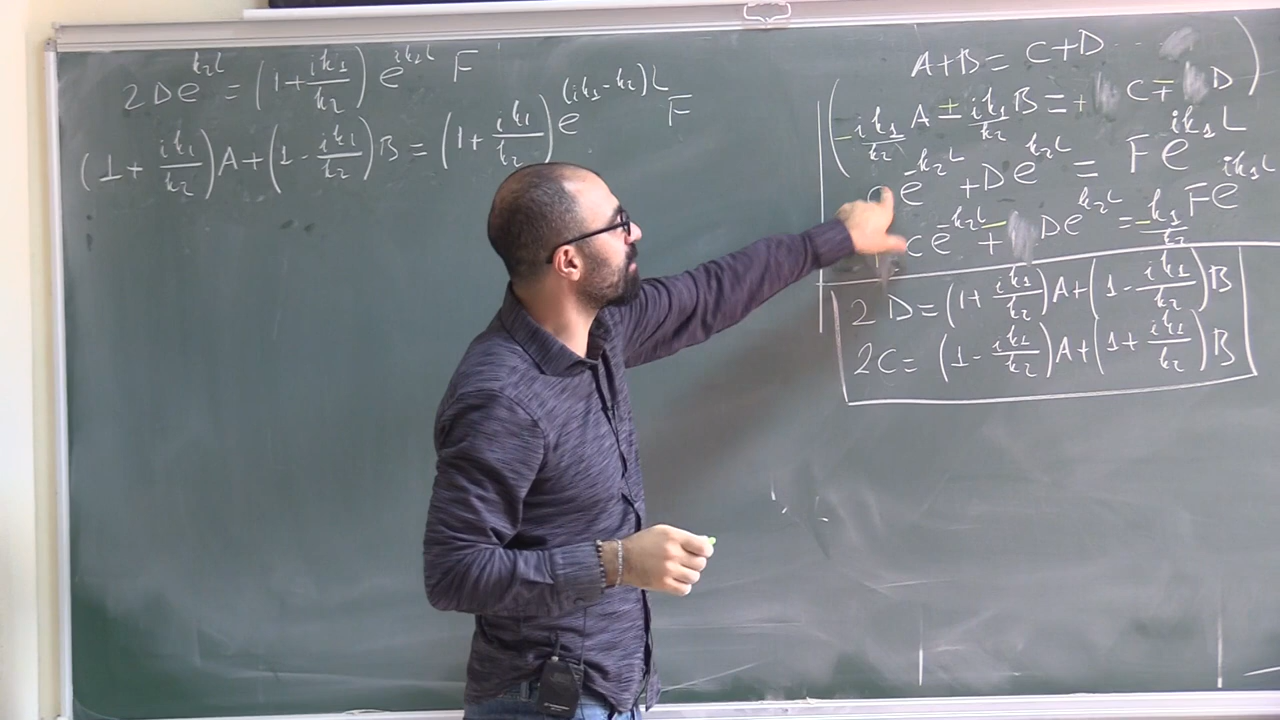 2De^{k₂L} = (1 + ik₁/k₂) e^{ik₁L} F
(1 + ik₁/k₂)A + (1 - ik₁/k₂)B = (1 + ik₁/k₂) e^{(ik₁-k₂)L} F
A+B = C+D
-ik₁/k₂ A ± ik₁/k₂ B = + C ∓ D
e^{-k₂L} + De^{k₂L} = Fe^{ik₁L}
Ce^{-k₂L} + De^{k₂L} = - k₁/k₂ Fe^{ik₁L}
2D = (1 + ik₁/k₂)A + (1 - ik₁/k₂)B
2C = (1 - ik₁/k₂)A + (1 + ik₁/k₂)B